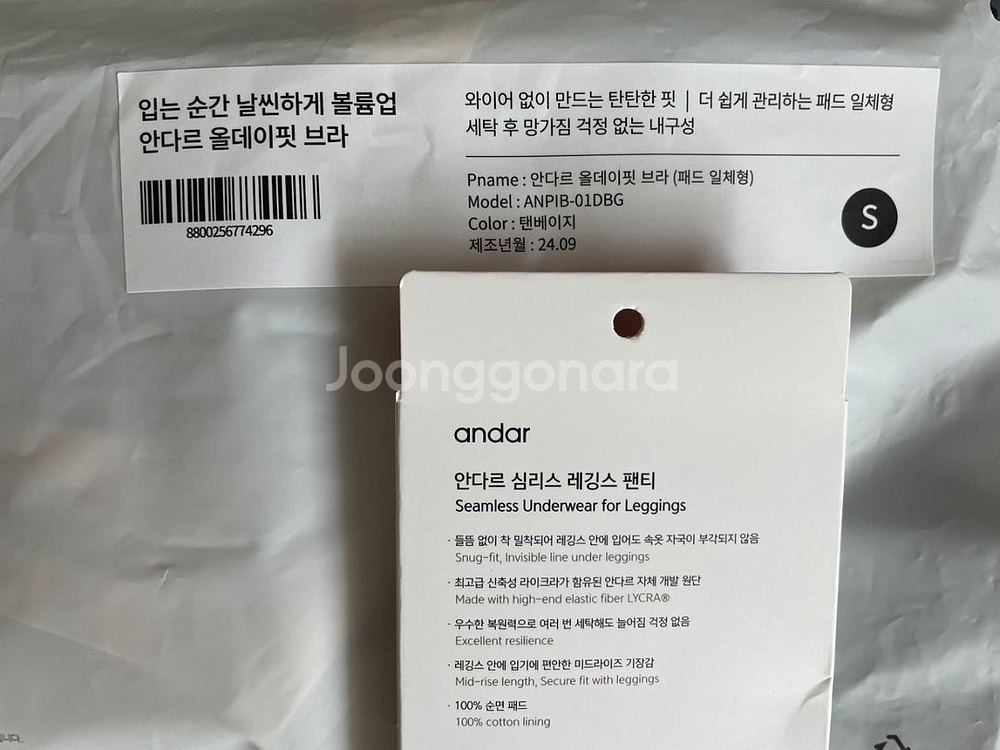 입는 순간 날씬하게 볼륨업
안다르 올데이핏 브라
8800256774296
와이어 없이 만드는 탄탄한 핏 | 더 쉽게 관리하는 패드 일체형
세탁 후 망가짐 걱정 없는 내구성
Pname : 안다르 올데이핏 브라 (패드 일체형)
Model : ANPIB-01DBG
Color : 탠베이지
제조년월 : 24.09
S
Joonggonara
andar
안다르 심리스 레깅스 팬티
Seamless Underwear for Leggings
· 들뜸 없이 착 밀착되어 레깅스 안에 입어도 속옷 자국이 부각되지 않음
Snug-fit, Invisible line under leggings
· 최고급 신축성 라이크라가 함유된 안다르 자체 개발 원단
Made with high-end elastic fiber LYCRA®
· 우수한 복원력으로 여러 번 세탁해도 늘어짐 걱정 없음
Excellent resilience
· 레깅스 안에 입기에 편안한 미드라이즈 기장감
Mid-rise length, Secure fit with leggings
· 100% 순면 패드
100% cotton lining